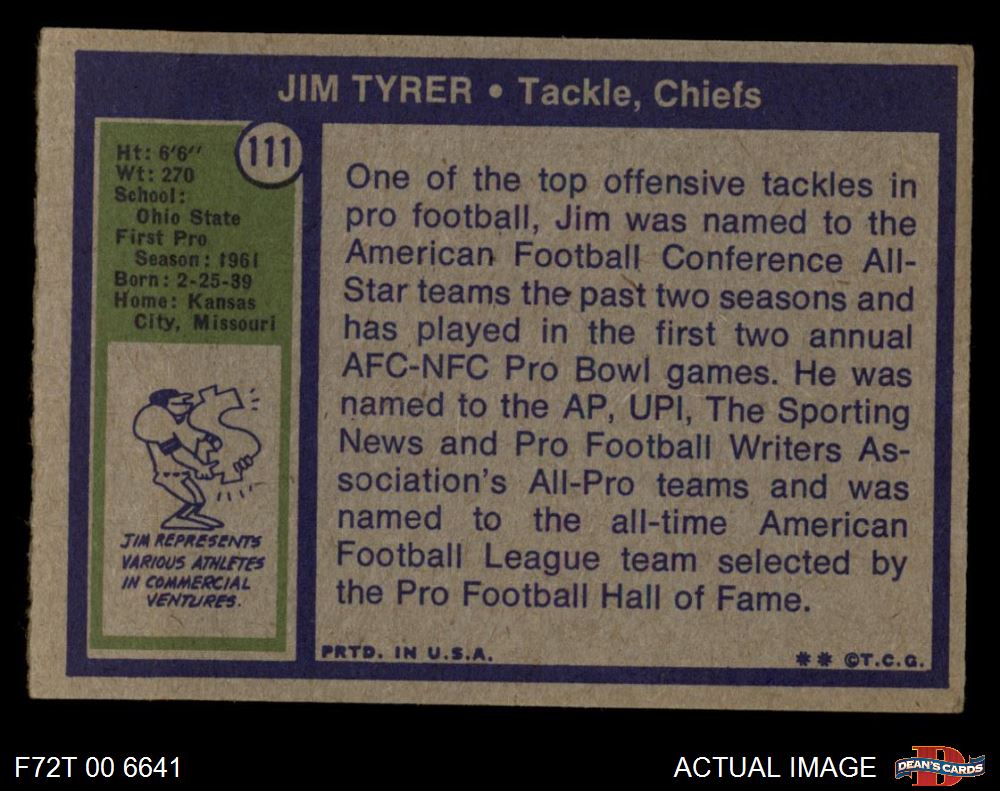 JIM TYRER • Tackle, Chiefs
111
Ht: 6'6"
Wt: 270
School:
Ohio State
First Pro
Season: 1961
Born: 2-25-39
Home: Kansas
City, Missouri
JIM REPRESENTS
VARIOUS ATHLETES
IN COMMERCIAL
VENTURES.
One of the top offensive tackles in
pro football, Jim was named to the
American Football Conference All-
Star teams the past two seasons and
has played in the first two annual
AFC-NFC Pro Bowl games. He was
named to the AP, UPI, The Sporting
News and Pro Football Writers As-
sociation's All-Pro teams and was
named to the all-time American
Football League team selected by
the Pro Football Hall of Fame.
PRTD. IN U.S.A.
** ©T.C.G.
F72T 00 6641
ACTUAL IMAGE
D
DEAN'S CARDS